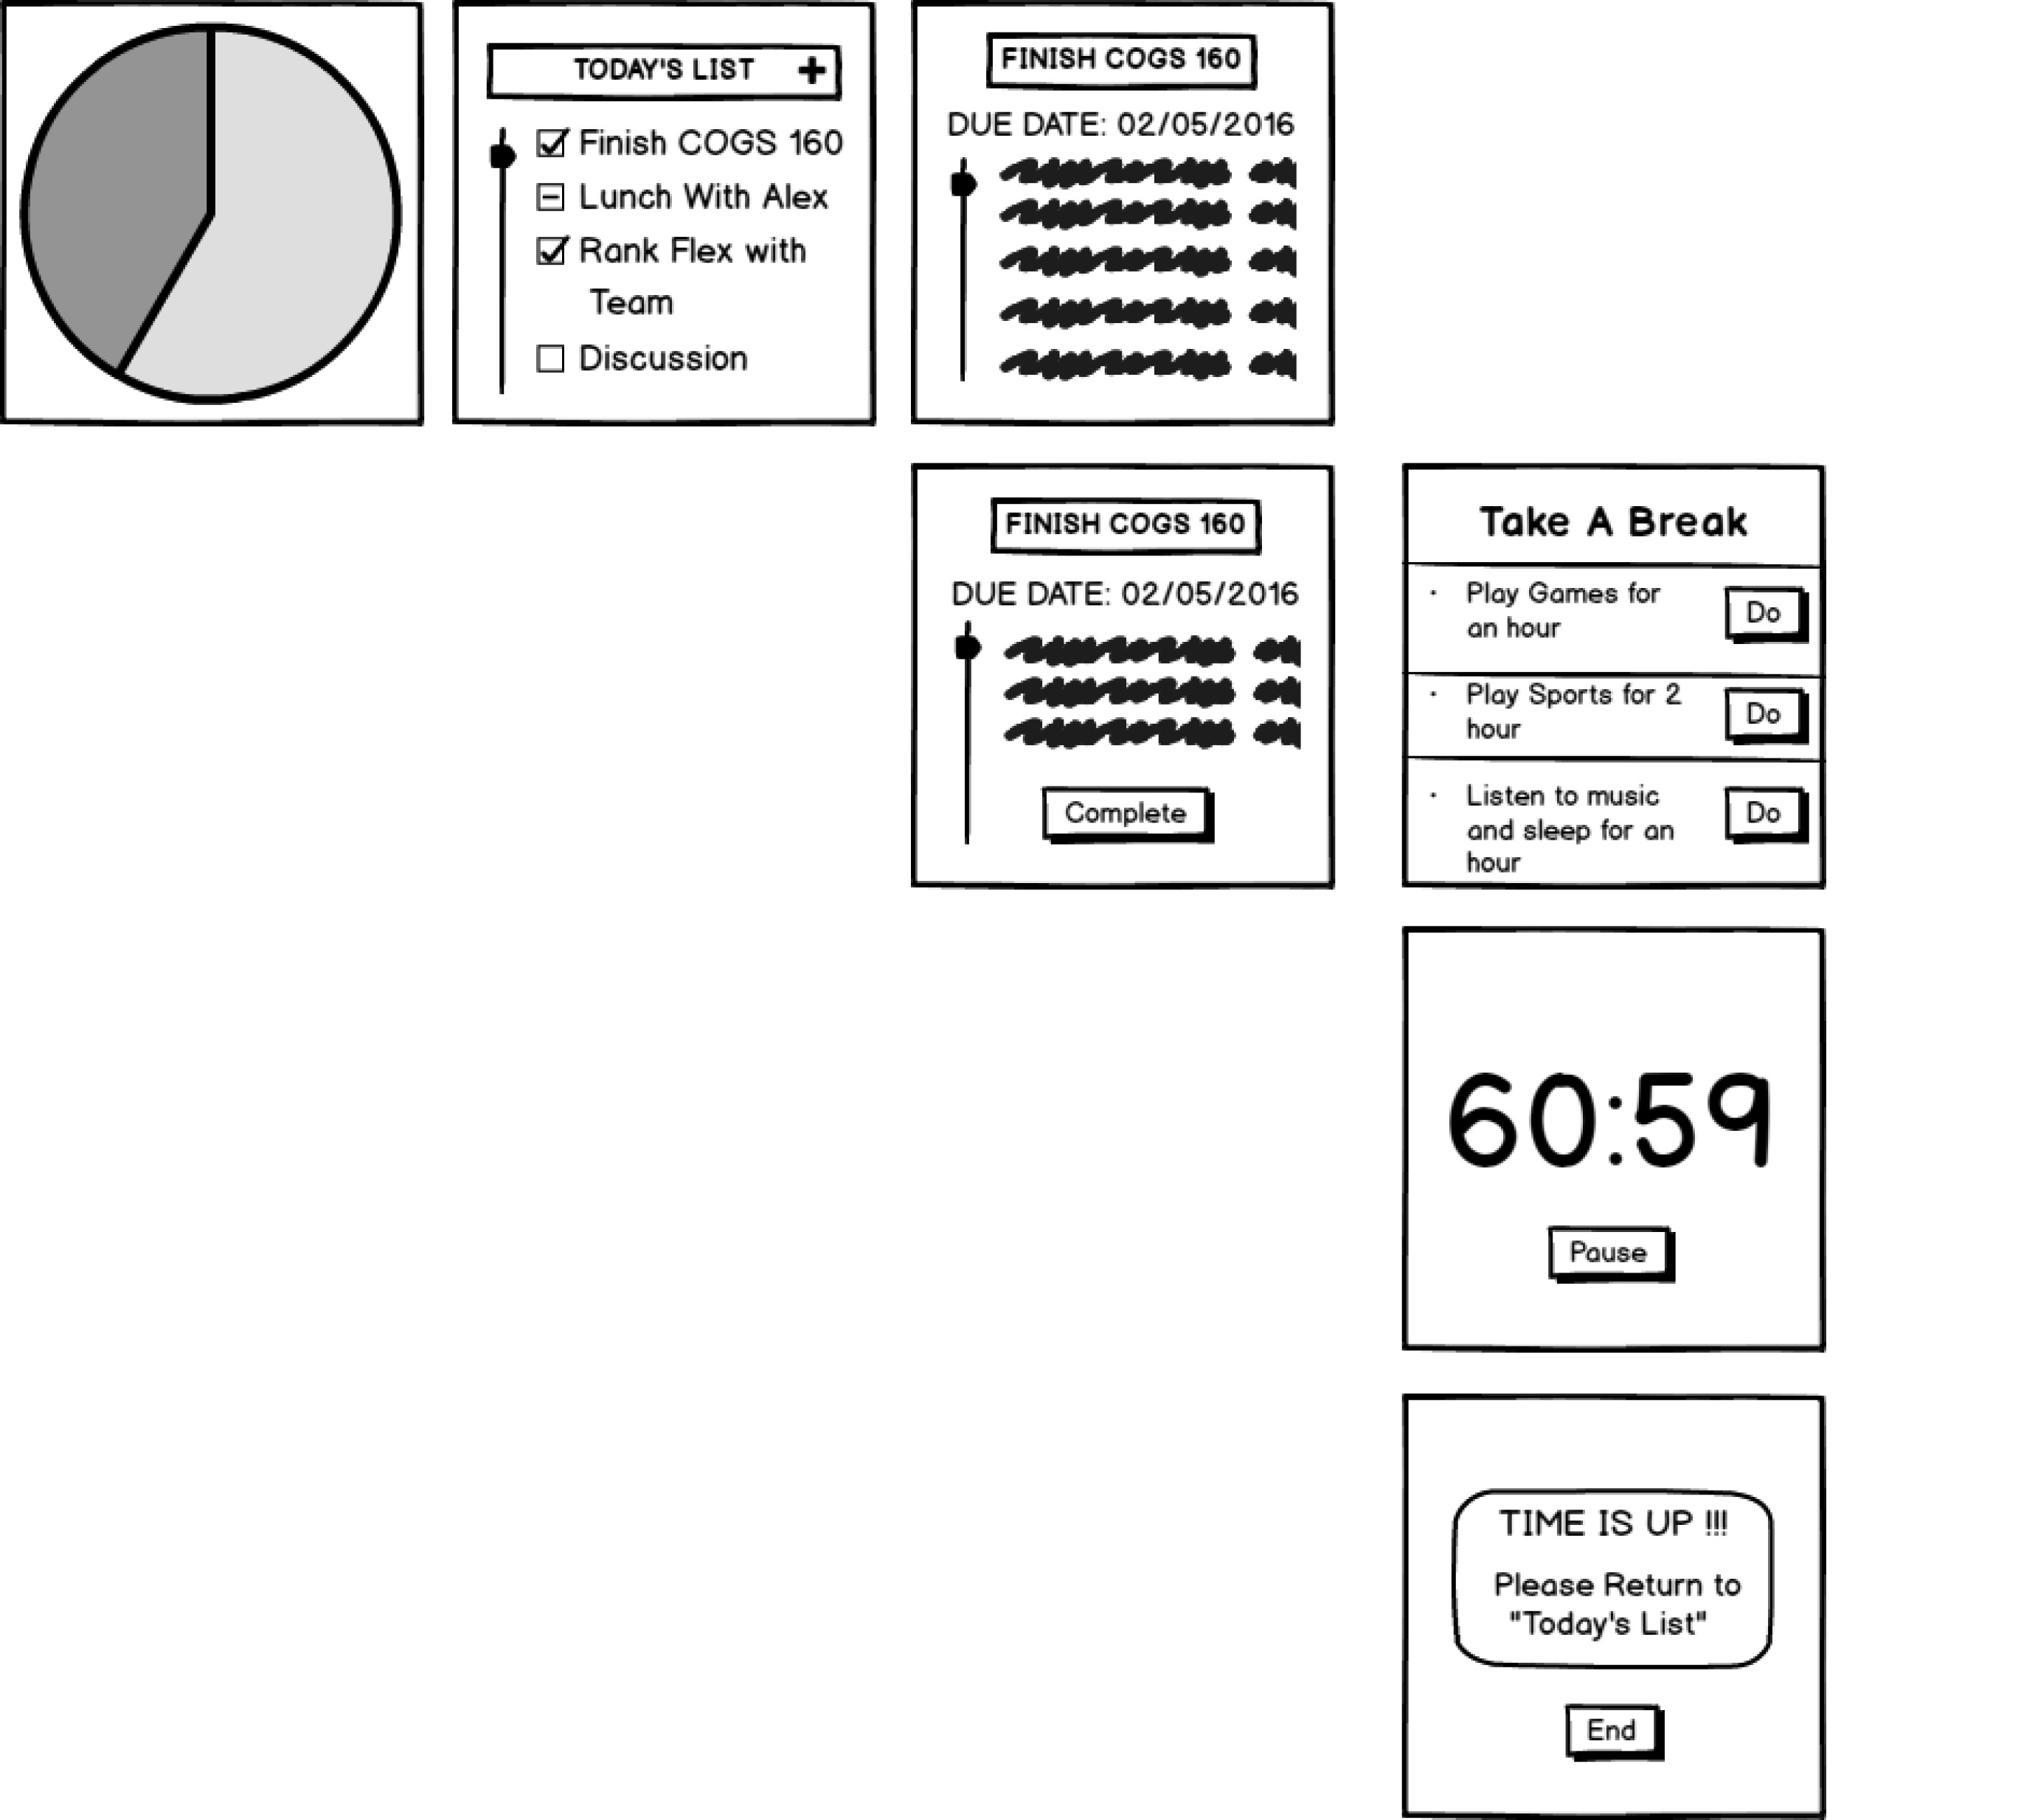 TODAY'S LIST +
Finish COGS 160
Lunch With Alex
Rank Flex with
Team
Discussion
FINISH COGS 160
DUE DATE: 02/05/2016
FINISH COGS 160
DUE DATE: 02/05/2016
Complete
Take A Break
· Play Games for
an hour
Do
· Play Sports for 2
hour
Do
· Listen to music
and sleep for an
hour
Do
60:59
Pause
TIME IS UP !!!
Please Return to
"Today's List"
End